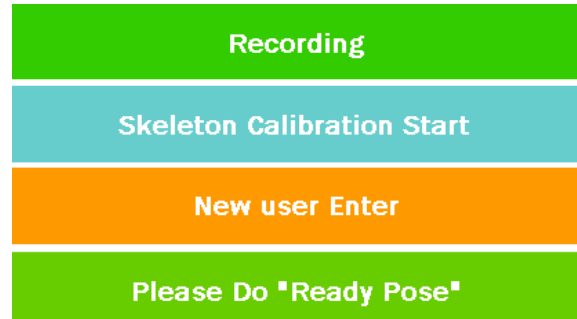 Recording
Skeleton Calibration Start
New user Enter
Please Do "Ready Pose"